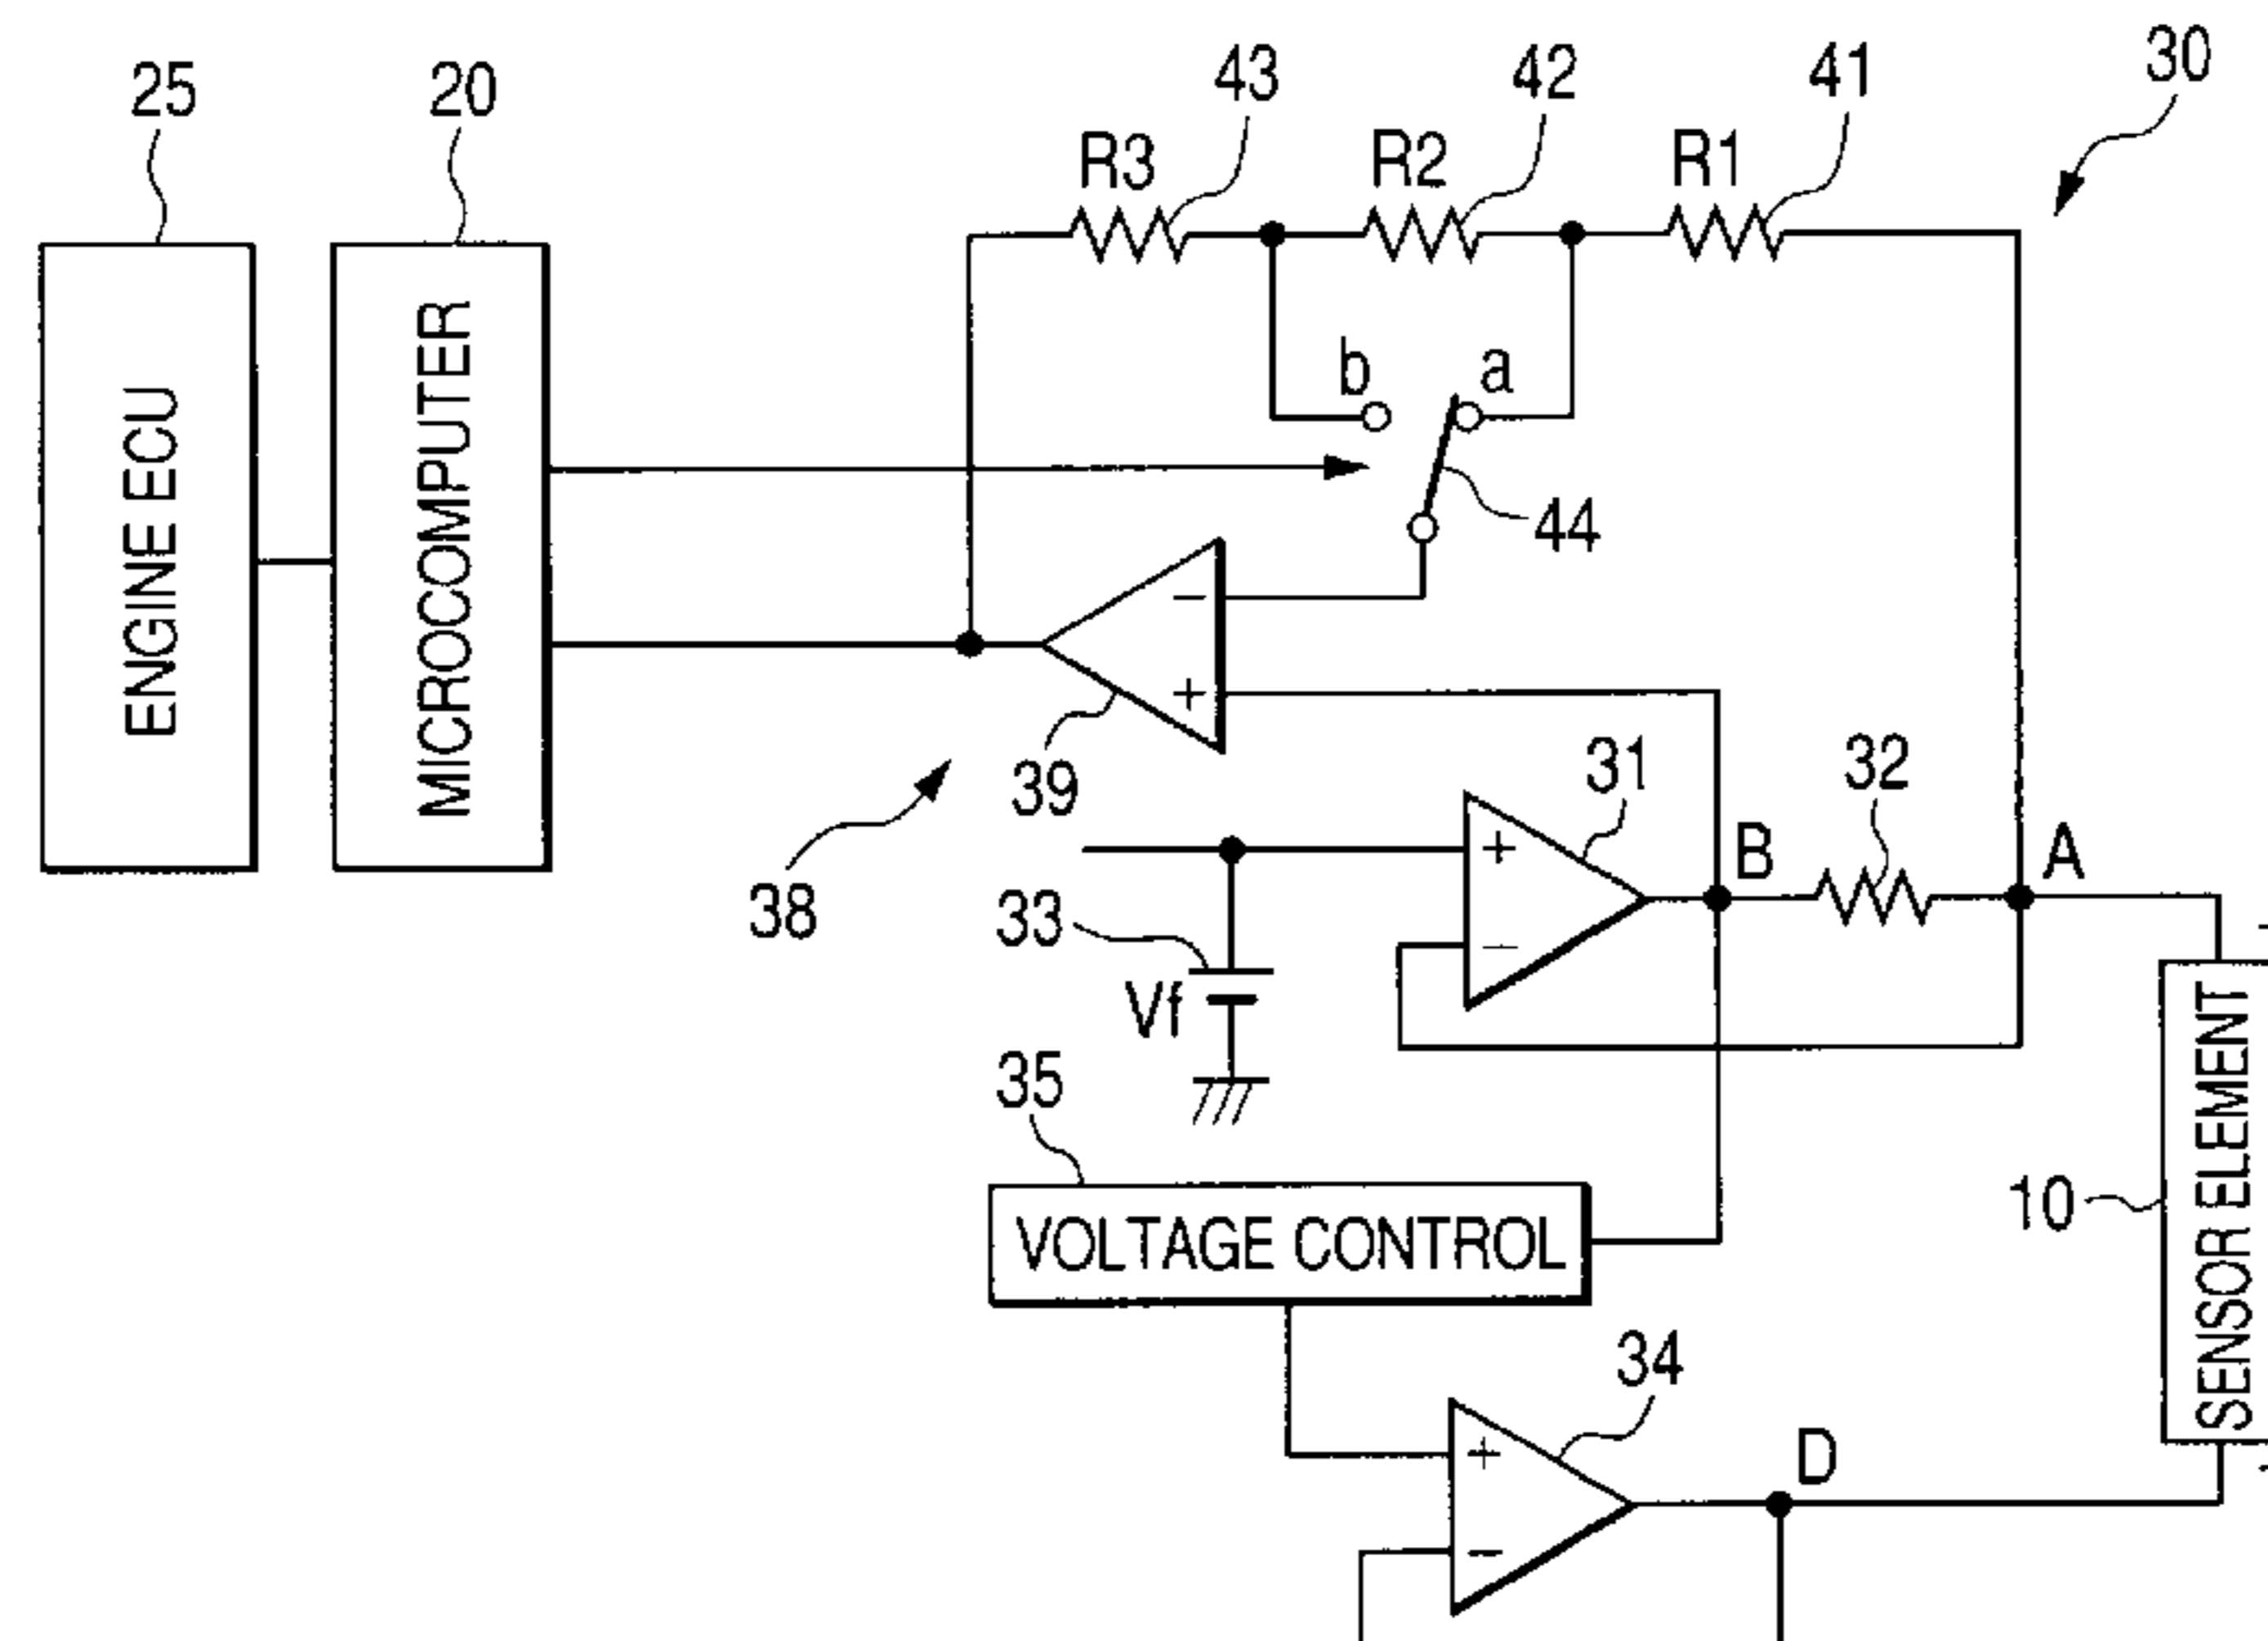 25
20
43
42
41
30
R3
R2
R1
ENGINE ECU
MICROCOMPUTER
b
a
44
−
+
39
38
31
32
B
A
+
−
33
Vf
35
VOLTAGE CONTROL
10
SENSOR ELEMENT
34
+
−
D